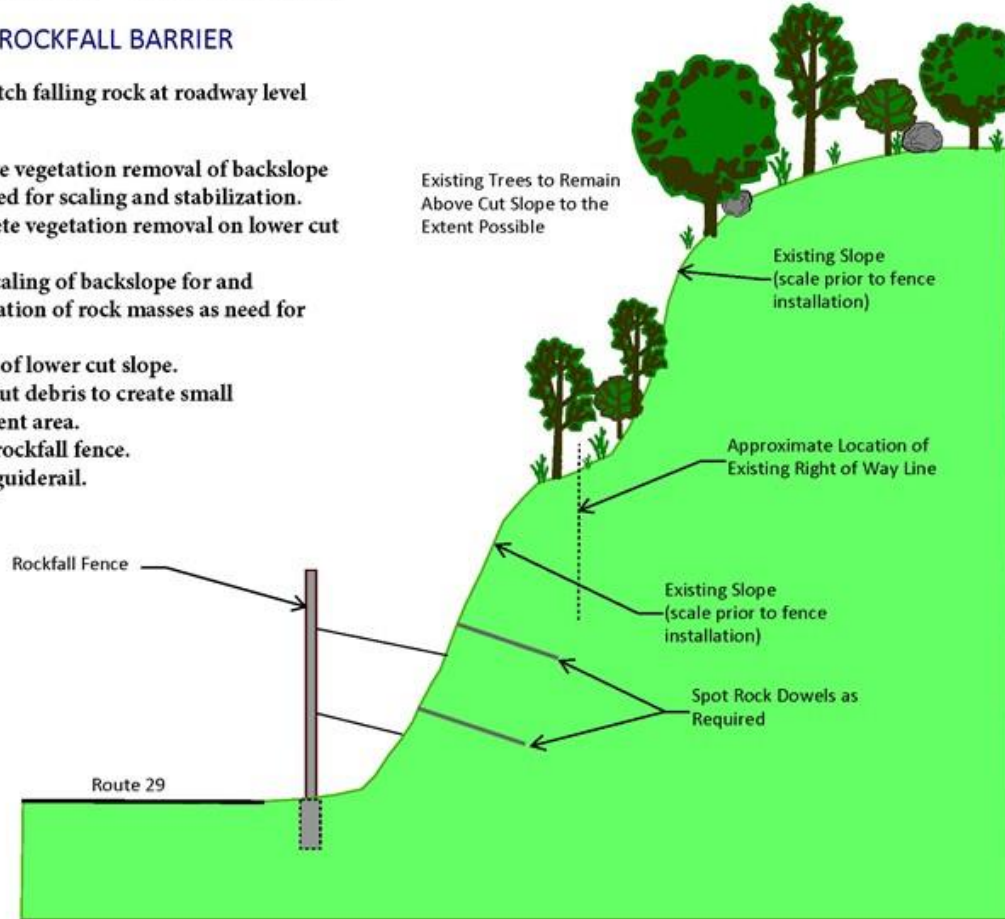 ROCKFALL BARRIER
tch falling rock at roadway level
e vegetation removal of backslope
ed for scaling and stabilization.
ete vegetation removal on lower cut
caling of backslope for and
ation of rock masses as need for
of lower cut slope.
ut debris to create small
ent area.
rockfall fence.
guiderail.
Existing Trees to Remain
Above Cut Slope to the
Extent Possible
Existing Slope
(scale prior to fence
installation)
Approximate Location of
Existing Right of Way Line
Rockfall Fence
Existing Slope
(scale prior to fence
installation)
Spot Rock Dowels as
Required
Route 29